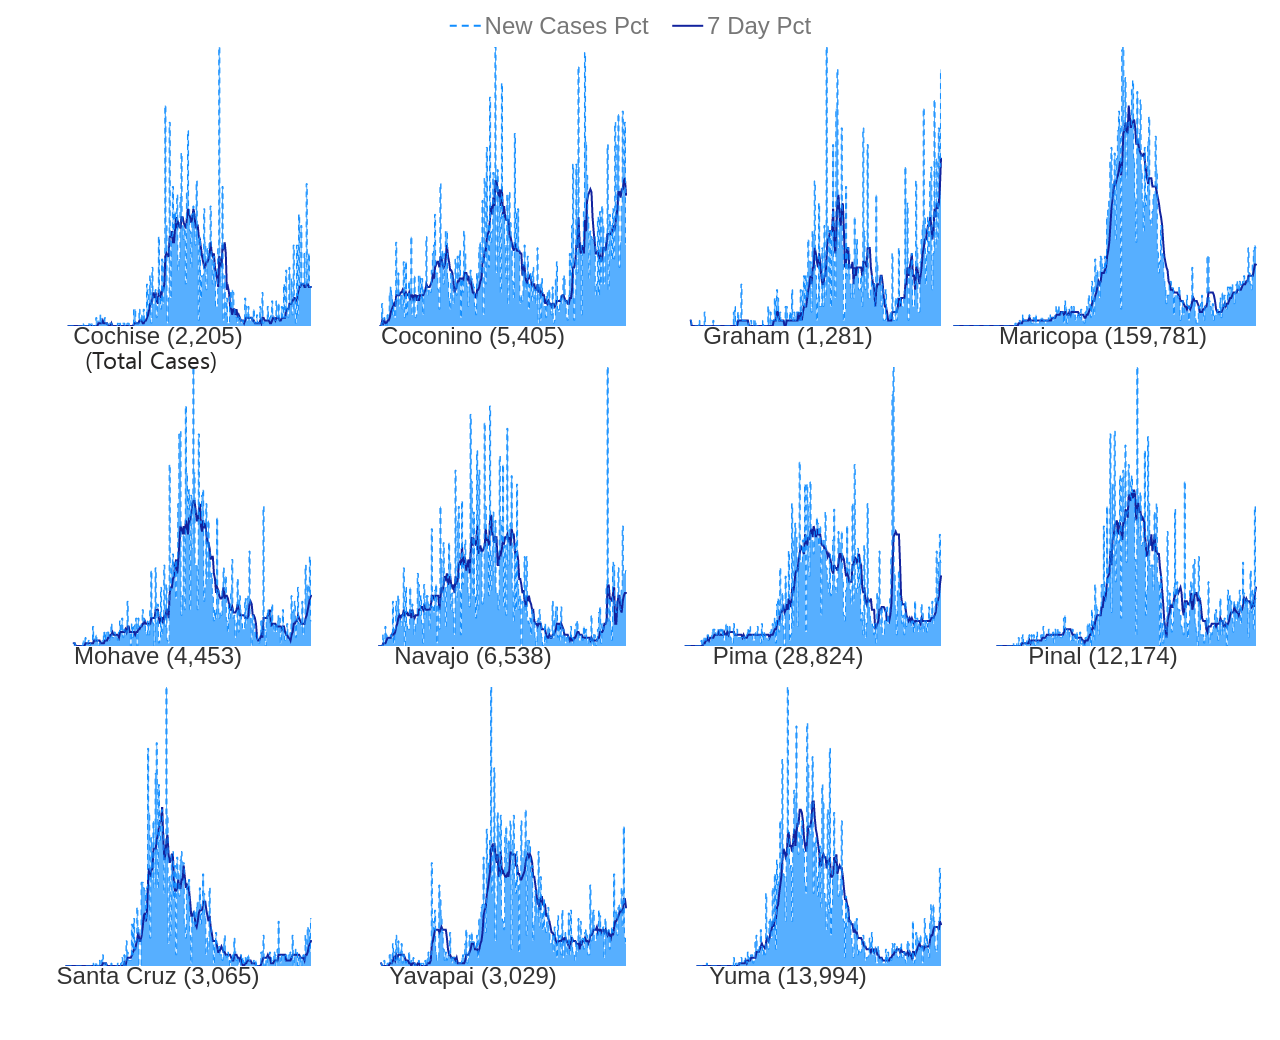 New Cases Pct 7 Day Pct
Cochise (2,205) Coconino (5,405) Graham (1,281) Maricopa (159,781)
(Total Cases)
Mohave (4,453) Navajo (6,538) Pima (28,824) Pinal (12,174)
Santa Cruz (3,065) Yavapai (3,029) Yuma (13,994)